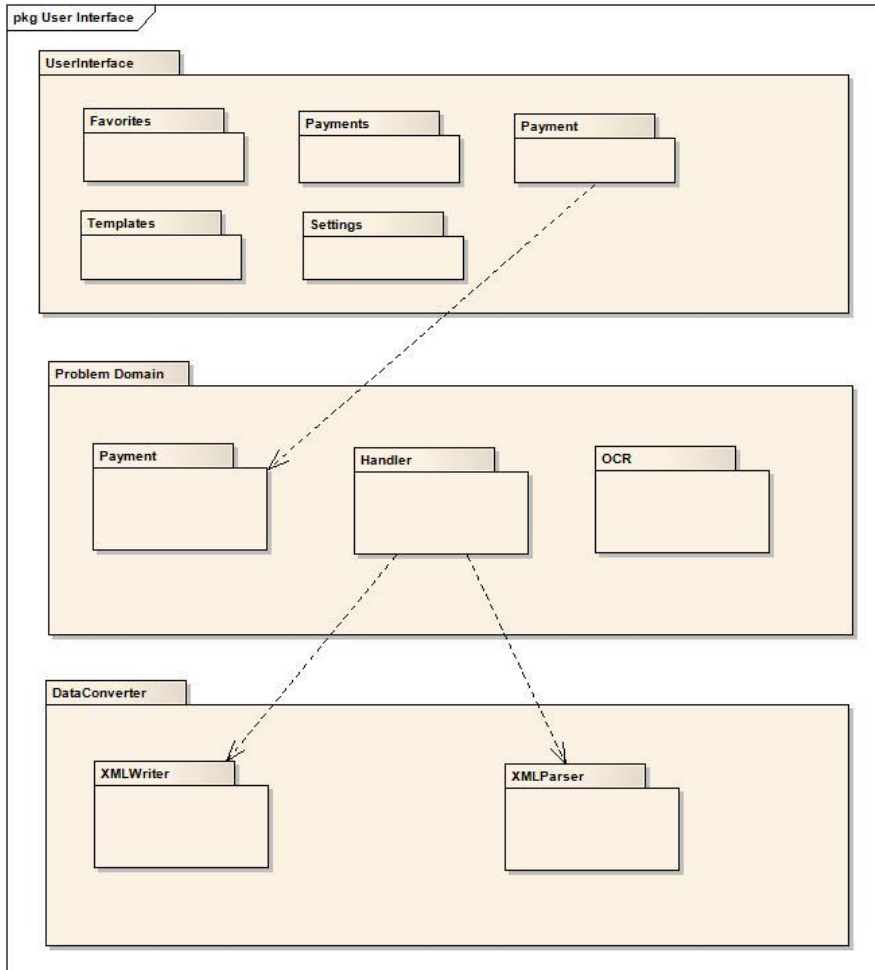 pkg User Interface
UserInterface
Favorites
Payments
Payment
Templates
Settings
Problem Domain
Payment
Handler
OCR
DataConverter
XMLWriter
XMLParser